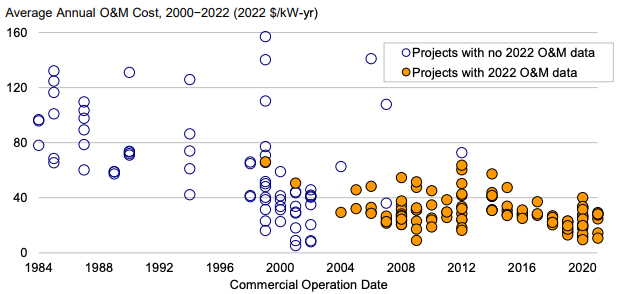 Average Annual O&M Cost, 2000−2022 (2022 $/kW-yr)
160
Projects with no 2022 O&M data
Projects with 2022 O&M data
120
80
40
0
1984 1988 1992 1996 2000 2004 2008 2012 2016 2020
Commercial Operation Date